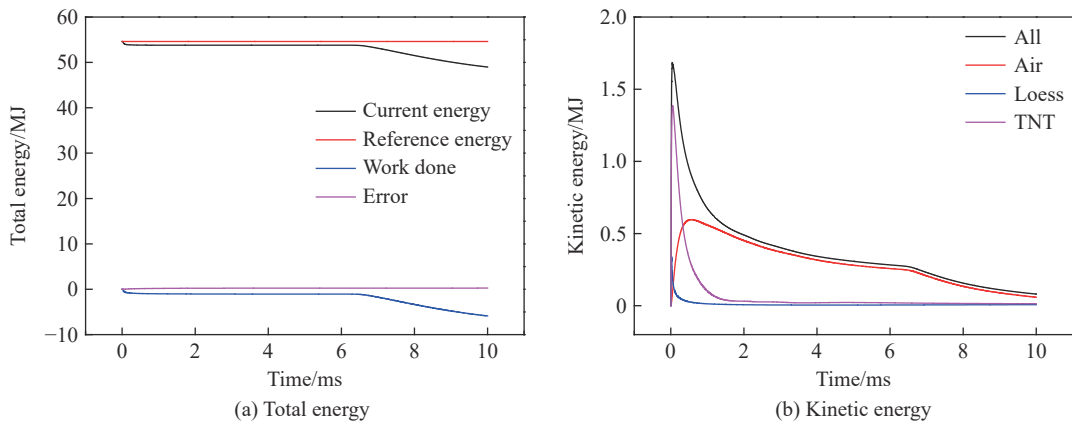 60
50
40
30
20
10
0
−10
Total energy/MJ
Current energy
Reference energy
Work done
Error
0
2
4
6
8
10
Time/ms
(a) Total energy
2.0
1.5
1.0
0.5
0
Kinetic energy/MJ
All
Air
Loess
TNT
0
2
4
6
8
10
Time/ms
(b) Kinetic energy